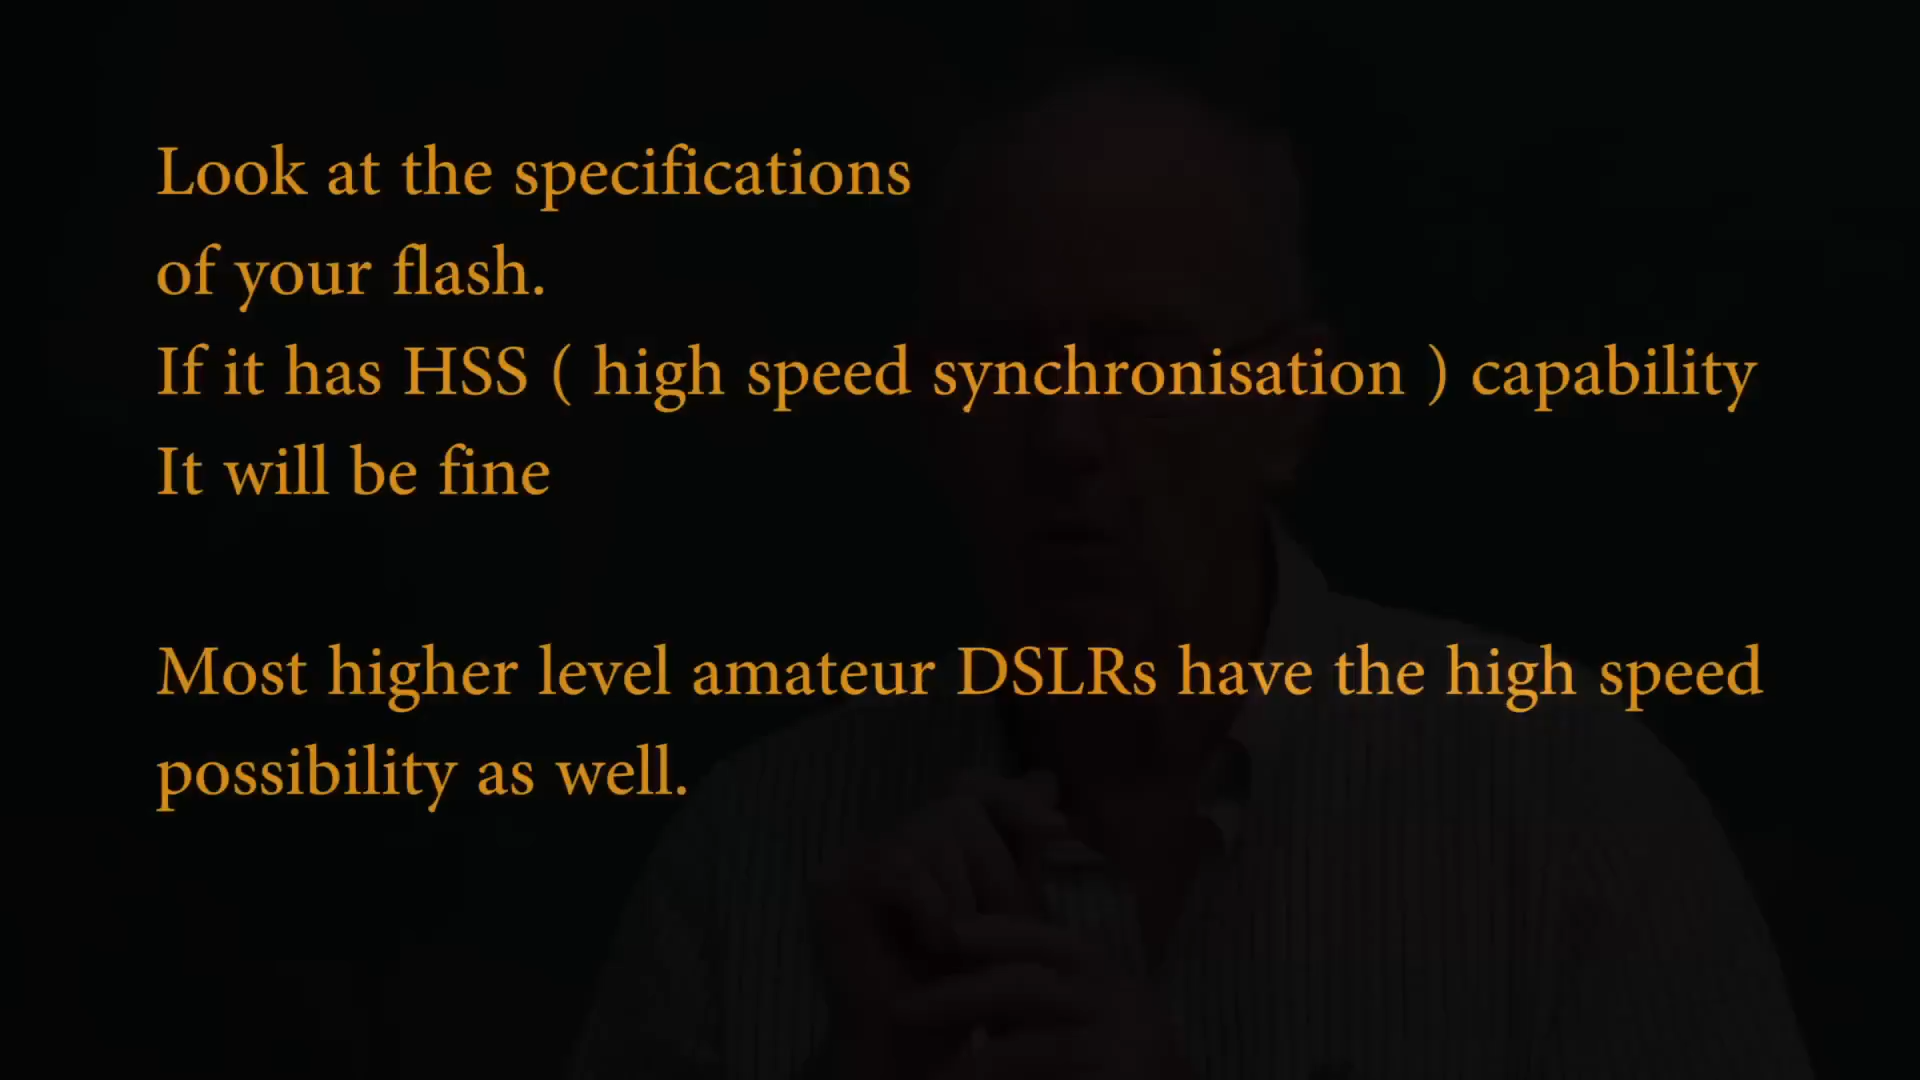 Look at the specifications
of your flash.
If it has HSS ( high speed synchronisation ) capability
It will be fine
Most higher level amateur DSLRs have the high speed
possibility as well.